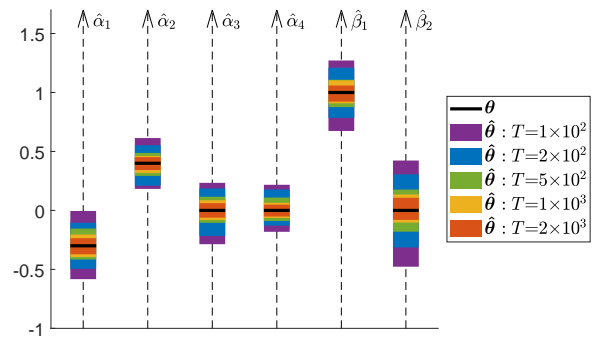 α̂₁ α̂₂ α̂₃ α̂₄ β̂₁ β̂₂
1.5
1
0.5
0
-0.5
-1
θ
θ̂ : T=1×10²
θ̂ : T=2×10²
θ̂ : T=5×10²
θ̂ : T=1×10³
θ̂ : T=2×10³